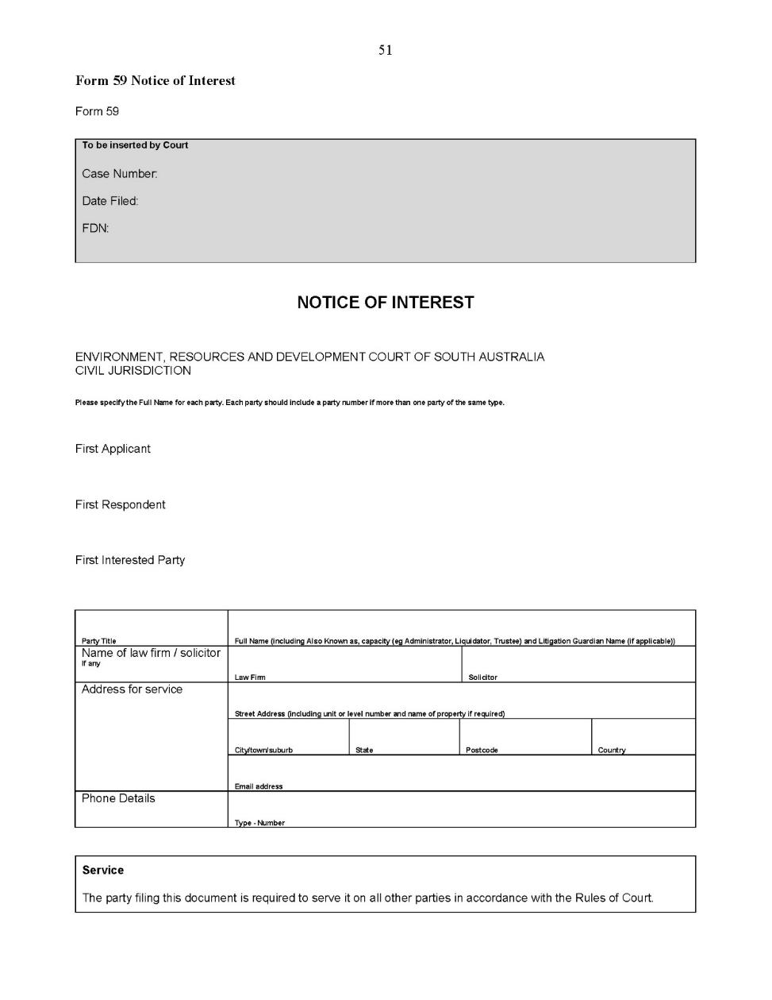 51
Form 59 Notice of Interest
Form 59
To be inserted by Court
Case Number:
Date Filed:
FDN:
NOTICE OF INTEREST
ENVIRONMENT, RESOURCES AND DEVELOPMENT COURT OF SOUTH AUSTRALIA
CIVIL JURISDICTION
Please specify the Full Name for each party. Each party should include a party number if more than one party of the same type.
First Applicant
First Respondent
First Interested Party
Party Title
Full Name (including Also Known as, capacity (eg Administrator, Liquidator, Trustee) and Litigation Guardian Name (if applicable))
Name of law firm / solicitor
If any
Law Firm
Solicitor
Address for service
Street Address (including unit or level number and name of property if required)
City/town/suburb
State
Postcode
Country
Email address
Phone Details
Type - Number
Service
The party filing this document is required to serve it on all other parties in accordance with the Rules of Court.